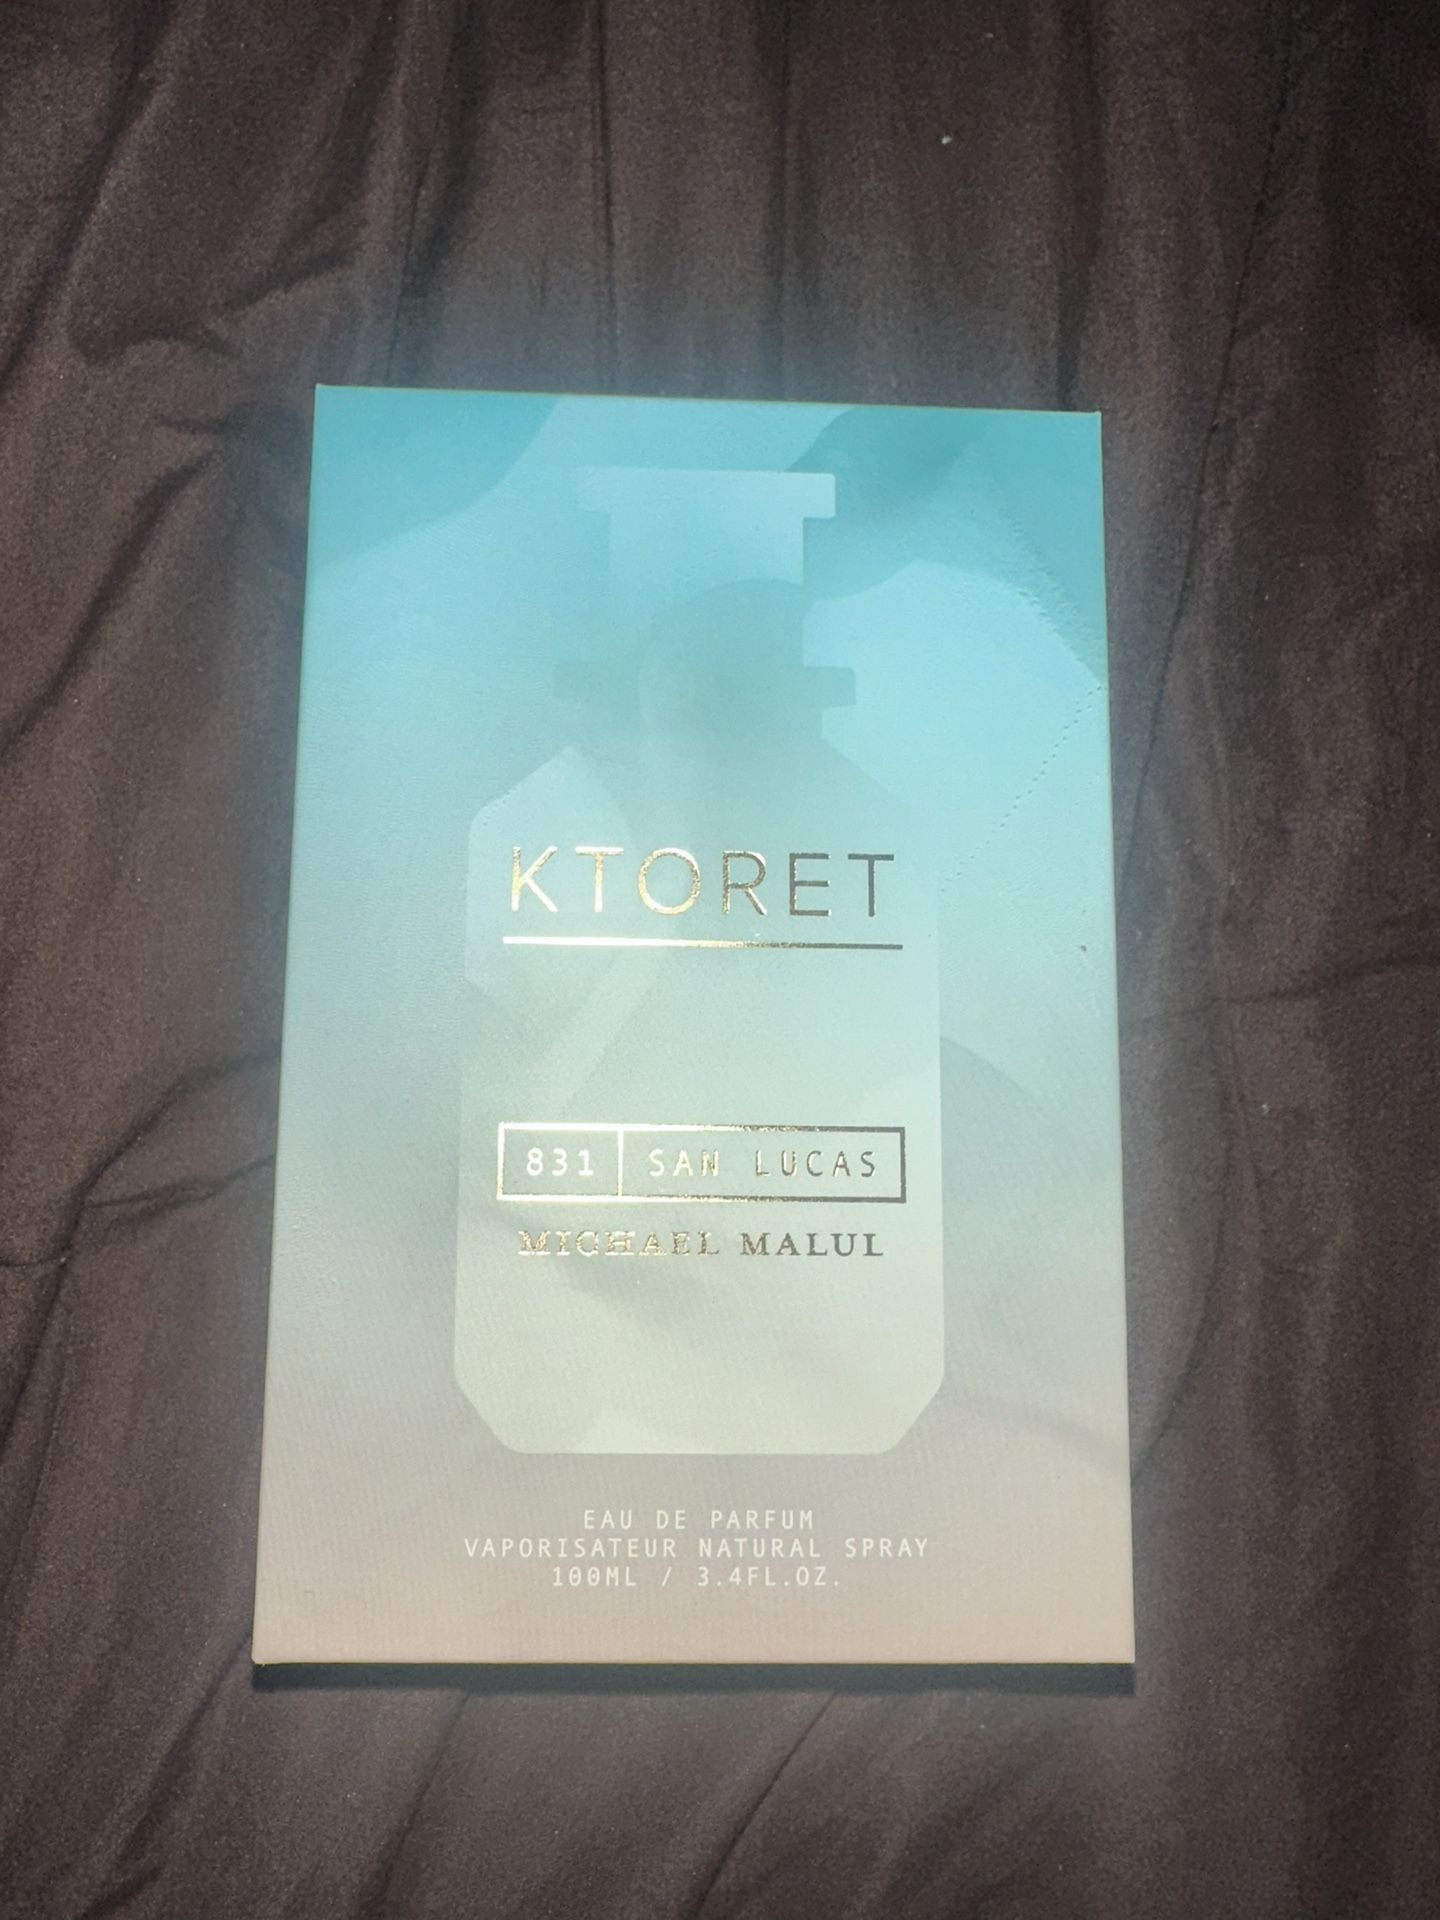 KTORET
831 SAN LUCAS
MICHAEL MALUL
EAU DE PARFUM
VAPORISATEUR NATURAL SPRAY
100ML / 3.4FL.OZ.